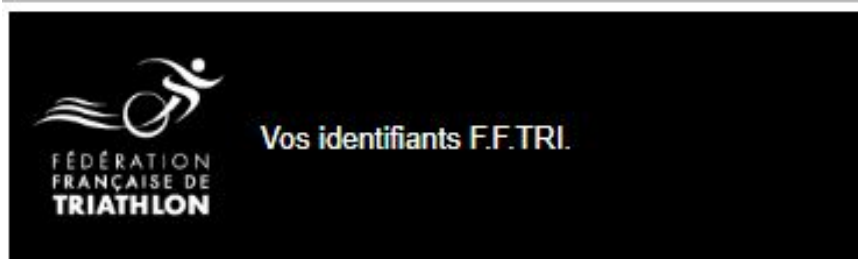 Vos identifiants F.F.TRI.
FÉDÉRATION
FRANÇAISE DE
TRIATHLON